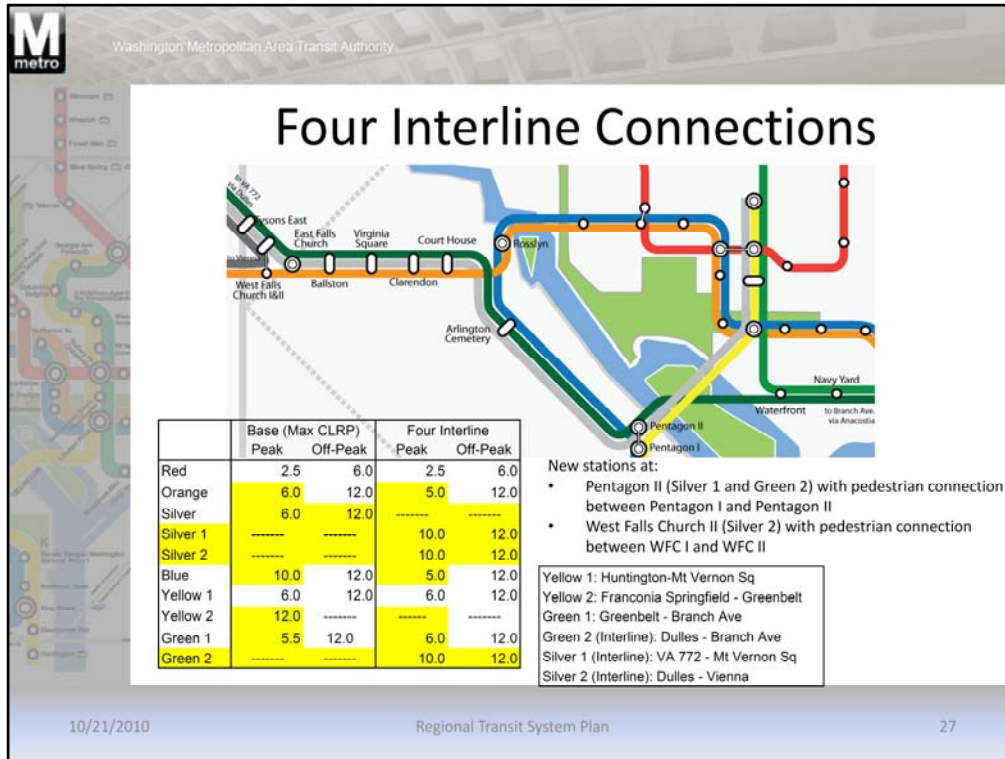 M
metro
Washington Metropolitan Area Transit Authority
Four Interline Connections
to VA 772
via Dulles
Tysons East
East Falls
Church
Virginia
Square
Court House
Rosslyn
to Vienna
West Falls
Church I&II
Ballston
Clarendon
Arlington
Cemetery
Navy Yard
Waterfront
to Branch Ave.
via Anacostia
Pentagon II
Pentagon I
Base (Max CLRP) Four Interline
Peak Off-Peak Peak Off-Peak
Red 2.5 6.0 2.5 6.0
Orange 6.0 12.0 5.0 12.0
Silver 6.0 12.0 ------- -------
Silver 1 ------- ------- 10.0 12.0
Silver 2 ------- ------- 10.0 12.0
Blue 10.0 12.0 5.0 12.0
Yellow 1 6.0 12.0 6.0 12.0
Yellow 2 12.0 ------- ------- -------
Green 1 5.5 12.0 6.0 12.0
Green 2 ------- ------- 10.0 12.0
New stations at:
• Pentagon II (Silver 1 and Green 2) with pedestrian connection
between Pentagon I and Pentagon II
• West Falls Church II (Silver 2) with pedestrian connection
between WFC I and WFC II
Yellow 1: Huntington-Mt Vernon Sq
Yellow 2: Franconia Springfield - Greenbelt
Green 1: Greenbelt - Branch Ave
Green 2 (Interline): Dulles - Branch Ave
Silver 1 (Interline): VA 772 - Mt Vernon Sq
Silver 2 (Interline): Dulles - Vienna
10/21/2010
Regional Transit System Plan
27